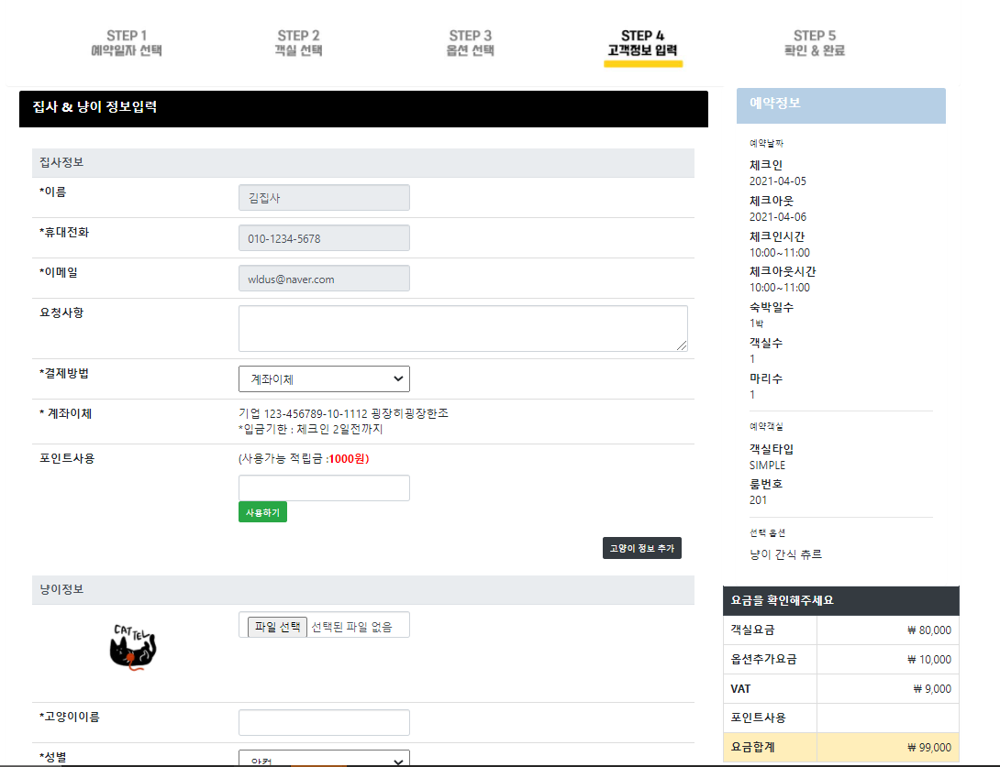 STEP 1
예약일자 선택
STEP 2
객실 선택
STEP 3
옵션 선택
STEP 4
고객정보 입력
STEP 5
확인 & 완료
집사 & 냥이 정보입력
집사정보
*이름
김집사
*휴대전화
010-1234-5678
*이메일
wldus@naver.com
요청사항
*결제방법
계좌이체
* 계좌이체
기업 123-456789-10-1112 굉장히굉장한조
*입금기한 : 체크인 2일전까지
포인트사용
(사용가능 적립금 :1000원)
사용하기
고양이 정보 추가
냥이정보
CATTEL
파일 선택 선택된 파일 없음
*고양이이름
*성별
암컷
예약정보
예약날짜
체크인
2021-04-05
체크아웃
2021-04-06
체크인시간
10:00~11:00
체크아웃시간
10:00~11:00
숙박일수
1박
객실수
1
마리수
1
예약객실
객실타입
SIMPLE
룸번호
201
선택 옵션
냥이 간식 츄르
요금을 확인해주세요
객실요금 ₩ 80,000
옵션추가요금 ₩ 10,000
VAT ₩ 9,000
포인트사용
요금합계 ₩ 99,000